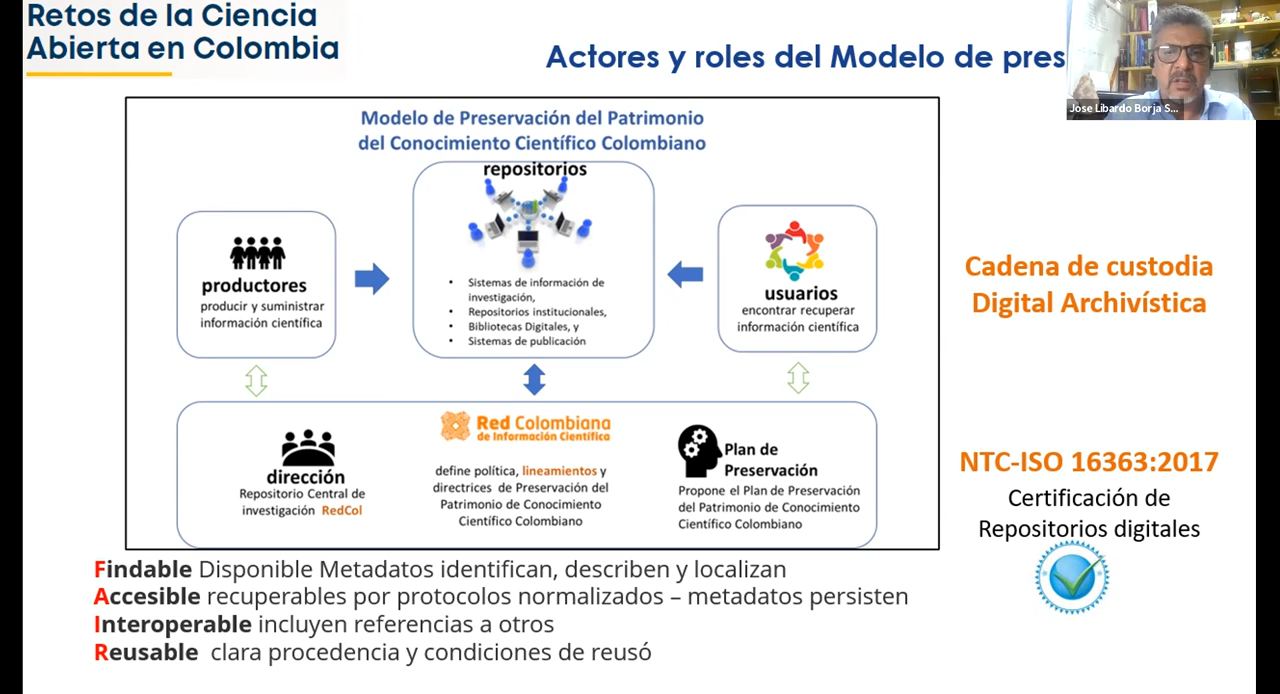 Retos de la Ciencia
Abierta en Colombia
Actores y roles del Modelo de pres
Jose Libardo Borja S...
Modelo de Preservación del Patrimonio
del Conocimiento Científico Colombiano
repositorios
• Sistemas de información de
investigación,
• Repositorios institucionales,
• Bibliotecas Digitales, y
• Sistemas de publicación
productores
producir y suministrar
información científica
usuarios
encontrar recuperar
información científica
dirección
Repositorio Central de
investigación RedCol
Red Colombiana
de Información Científica
define política, lineamientos y
directrices de Preservación del
Patrimonio de Conocimiento
Científico Colombiano
Plan de
Preservación
Propone el Plan de Preservación
del Patrimonio de Conocimiento
Científico Colombiano
Cadena de custodia
Digital Archivística
NTC-ISO 16363:2017
Certificación de
Repositorios digitales
Findable Disponible Metadatos identifican, describen y localizan
Accesible recuperables por protocolos normalizados – metadatos persisten
Interoperable incluyen referencias a otros
Reusable clara procedencia y condiciones de reusó